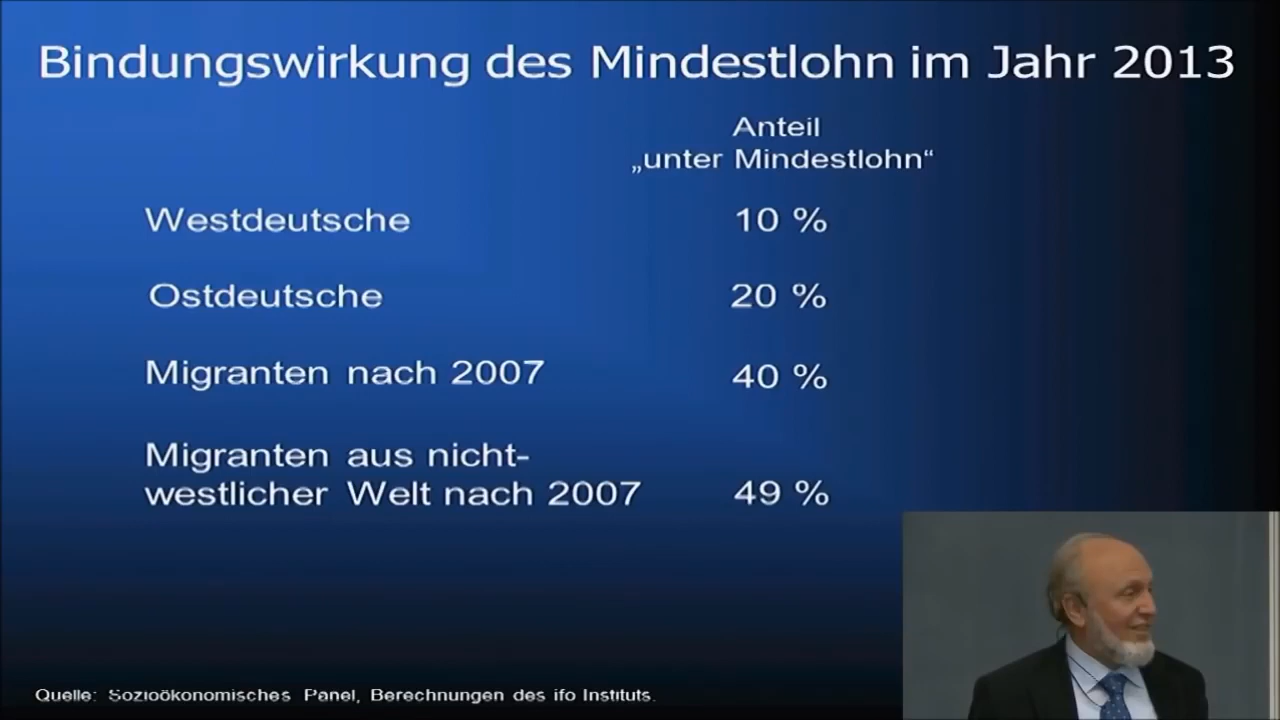 Bindungswirkung des Mindestlohn im Jahr 2013
Anteil
„unter Mindestlohn“
Westdeutsche 10 %
Ostdeutsche 20 %
Migranten nach 2007 40 %
Migranten aus nicht-
westlicher Welt nach 2007 49 %
Quelle: Sozioökonomisches Panel, Berechnungen des ifo Instituts.